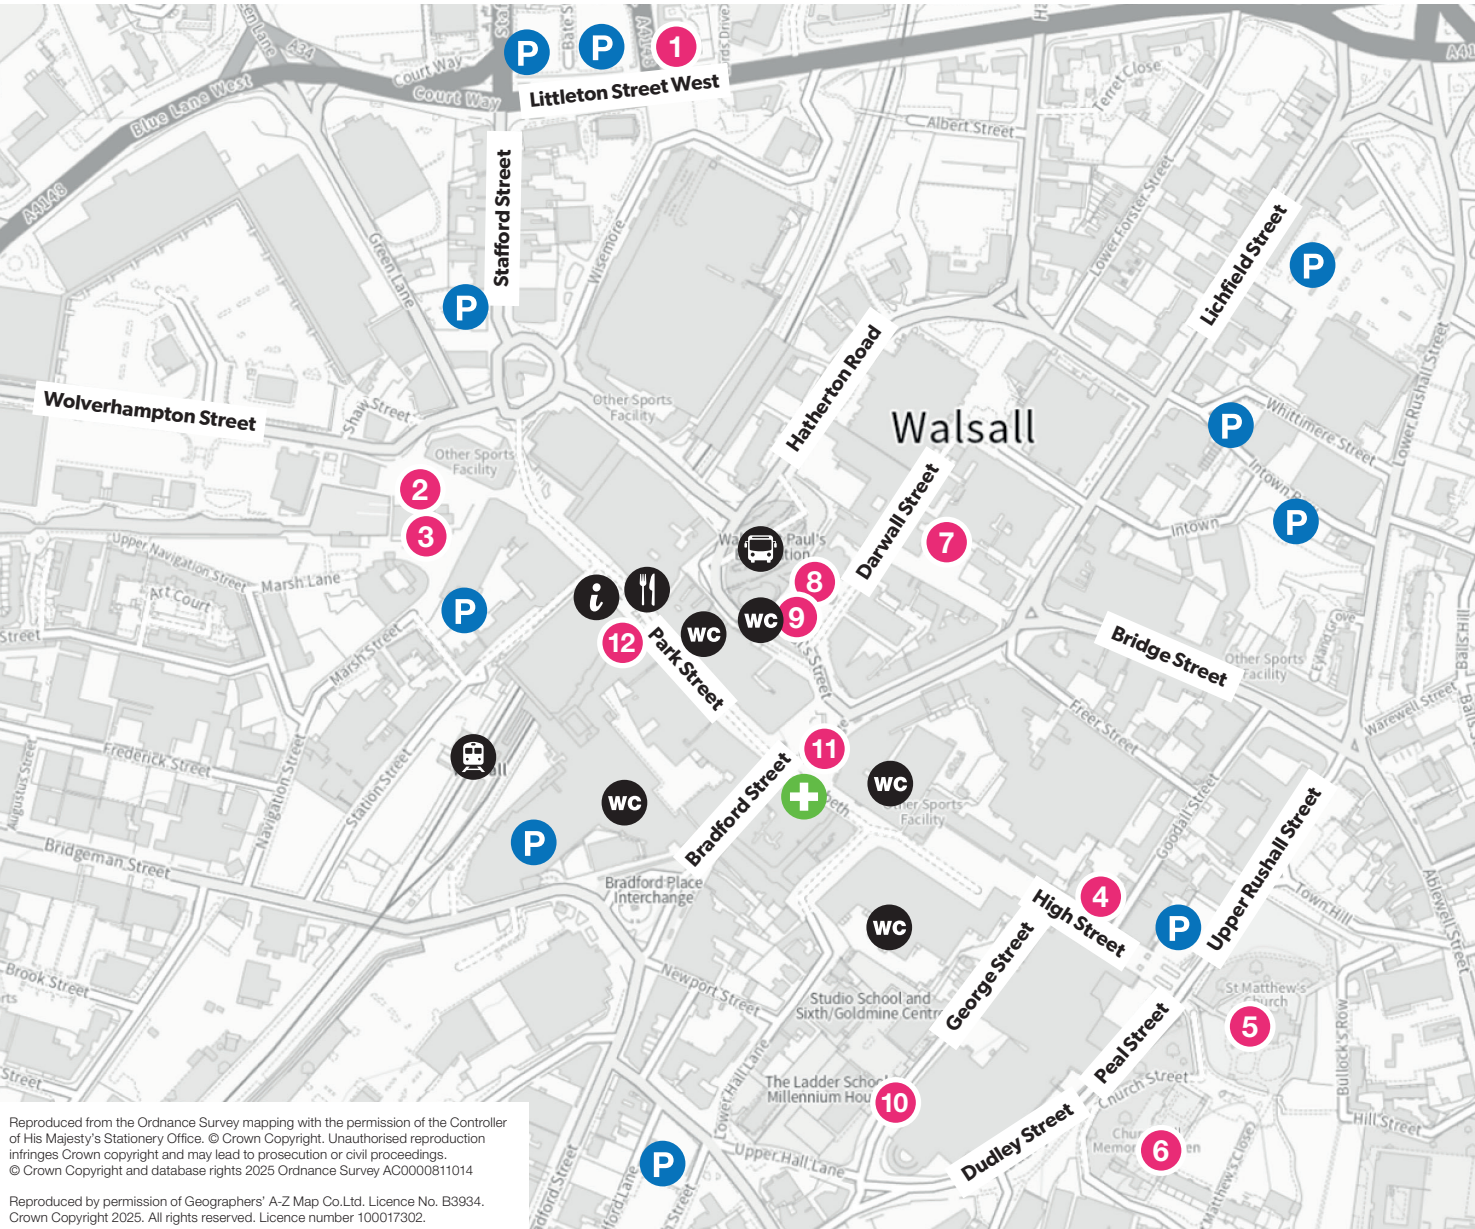 P
P
1
Littleton Street West
Court Way
Court Way
A34
Blue Lane West
A4148
Stafford Street
Green Lane
Wisemore
Albert Street
Terret Close
Lower Forster Street
Lichfield Street
P
P
Hatherton Road
Walsall
Wolverhampton Street
Shaw Street
Other Sports
Facility
Other Sports
Facility
P
Whittimere Street
Lower Rushall Street
Intown
P
2
3
Darwall Street
7
8
9
WC
WC
12
Park Street
Upper Navigation Street
Marsh Lane
Art Court
Street
P
Marsh Street
Bridge Street
Other Sports
Facility
Warewell Street
Balls Hill
Freer Street
11
WC
WC
Other Sports
Facility
Bradford Street
P
Frederick Street
Augustus Street
Navigation Street
Station Street
Bridgeman Street
Bradford Place
Interchange
Goodall Street
Upper Rushall Street
Town Hill
Ablewell Street
4
High Street
P
WC
George Street
Brook Street
Newport Street
Studio School and
Sixth/Goldmine Centre
St Matthew's
Church
5
Peal Street
Church Street
Bullock's Row
Hill Street
Street
Lower Hall Lane
The Ladder School
Millennium Hou
10
Dudley Street
6
Upper Hall Lane
P
Reproduced from the Ordnance Survey mapping with the permission of the Controller
of His Majesty's Stationery Office. © Crown Copyright. Unauthorised reproduction
infringes Crown copyright and may lead to prosecution or civil proceedings.
© Crown Copyright and database rights 2025 Ordnance Survey AC0000811014
Reproduced by permission of Geographers' A-Z Map Co.Ltd. Licence No. B3934.
Crown Copyright 2025. All rights reserved. Licence number 100017302.